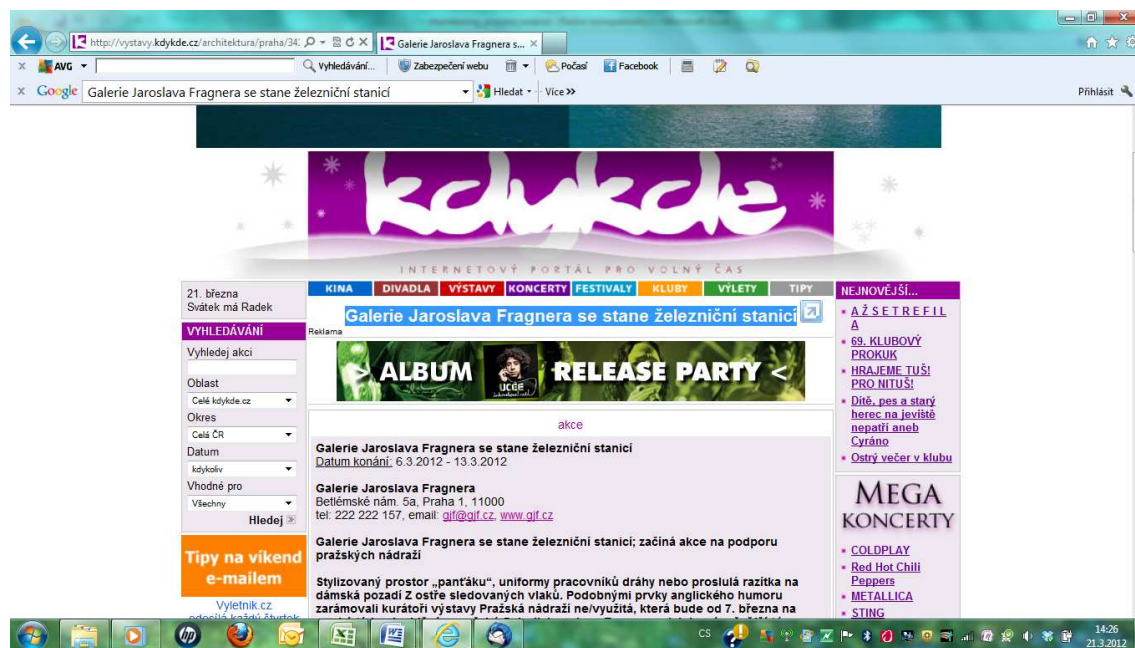 http://vystavy.kdykde.cz/architektura/praha/34
Galerie Jaroslava Fragnera s...
AVG
Vyhledávání...
Zabezpečení webu
Počasí
Facebook
Google
Galerie Jaroslava Fragnera se stane železniční stanicí
Hledat
Více >>
Přihlásit
kdykde
INTERNETOVÝ PORTÁL PRO VOLNÝ ČAS
21. března
Svátek má Radek
VYHLEDÁVÁNÍ
Vyhledej akci
Oblast
Celé kdykde.cz
Okres
Celá ČR
Datum
kdykoliv
Vhodné pro
Všechny
Hledej
Tipy na víkend
e-mailem
Vyletnik.cz
odesílá každý čtvrtek
KINA DIVADLA VÝSTAVY KONCERTY FESTIVALY KLUBY VÝLETY TIPY
Galerie Jaroslava Fragnera se stane železniční stanicí
Reklama
> ALBUM UCEE RELEASE PARTY <
akce
Galerie Jaroslava Fragnera se stane železniční stanicí
Datum konání: 6.3.2012 - 13.3.2012
Galerie Jaroslava Fragnera
Betlémské nám. 5a, Praha 1, 11000
tel: 222 222 157, email: gjf@gjf.cz, www.gjf.cz
Galerie Jaroslava Fragnera se stane železniční stanicí; začíná akce na podporu
pražských nádraží
Stylizovaný prostor „panťáku“, uniformy pracovníků dráhy nebo proslulá razítka na
dámská pozadí Z ostře sledovaných vlaků. Podobnými prvky anglického humoru
zarámovali kurátoři výstavy Pražská nádraží ne/využitá, která bude od 7. března na
NEJNOVĚJŠÍ...
A Ž S E T R E F I L
A
69. KLUBOVÝ
PROKUK
HRAJEME TUŠ!
PRO NITUŠ!
Dítě, pes a starý
herec na jeviště
nepatří aneb
Cyráno
Ostrý večer v klubu
MEGA
KONCERTY
COLDPLAY
Red Hot Chili
Peppers
METALLICA
STING
CS
14:26
21.3.2012